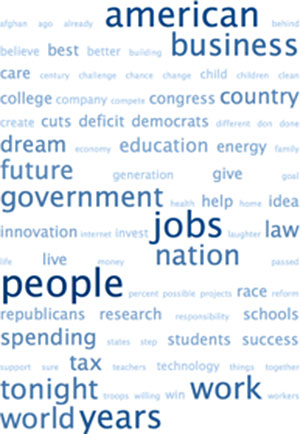 afghan ago already american behind
believe best better building business
care century challenge chance change child children clean
college company compete congress country
create cuts deficit democrats different don done
dream economy education energy family
future generation give goal
government health help home idea
innovation internet invest jobs laughter law
life live money nation passed
people percent possible projects race reform
republicans research responsibility schools
spending states step students success
support sure tax teachers technology things together
tonight troops willing win work workers
world years